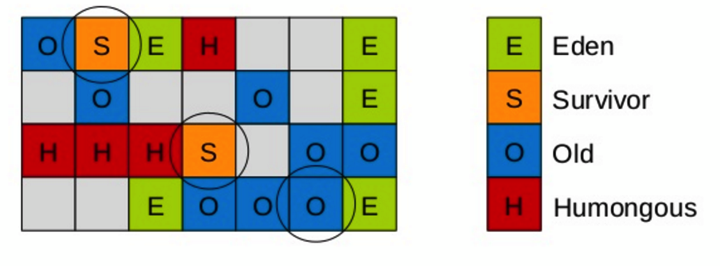 O S E H E
O O E
H H H S O O
E O O O E
E Eden
S Survivor
O Old
H Humongous